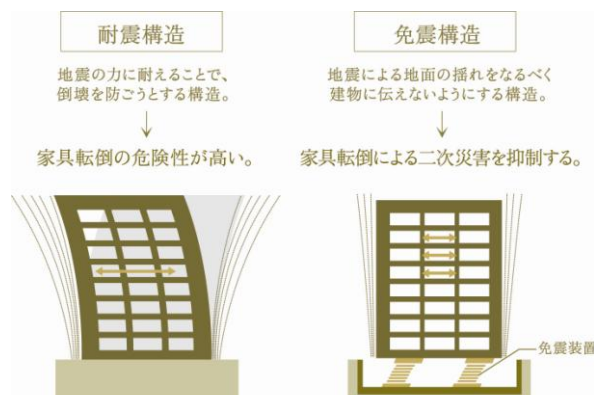 耐震構造
地震の力に耐えることで、
倒壊を防ごうとする構造。
家具転倒の危険性が高い。
免震構造
地震による地面の揺れをなるべく
建物に伝えないようにする構造。
家具転倒による二次災害を抑制する。
免震装置